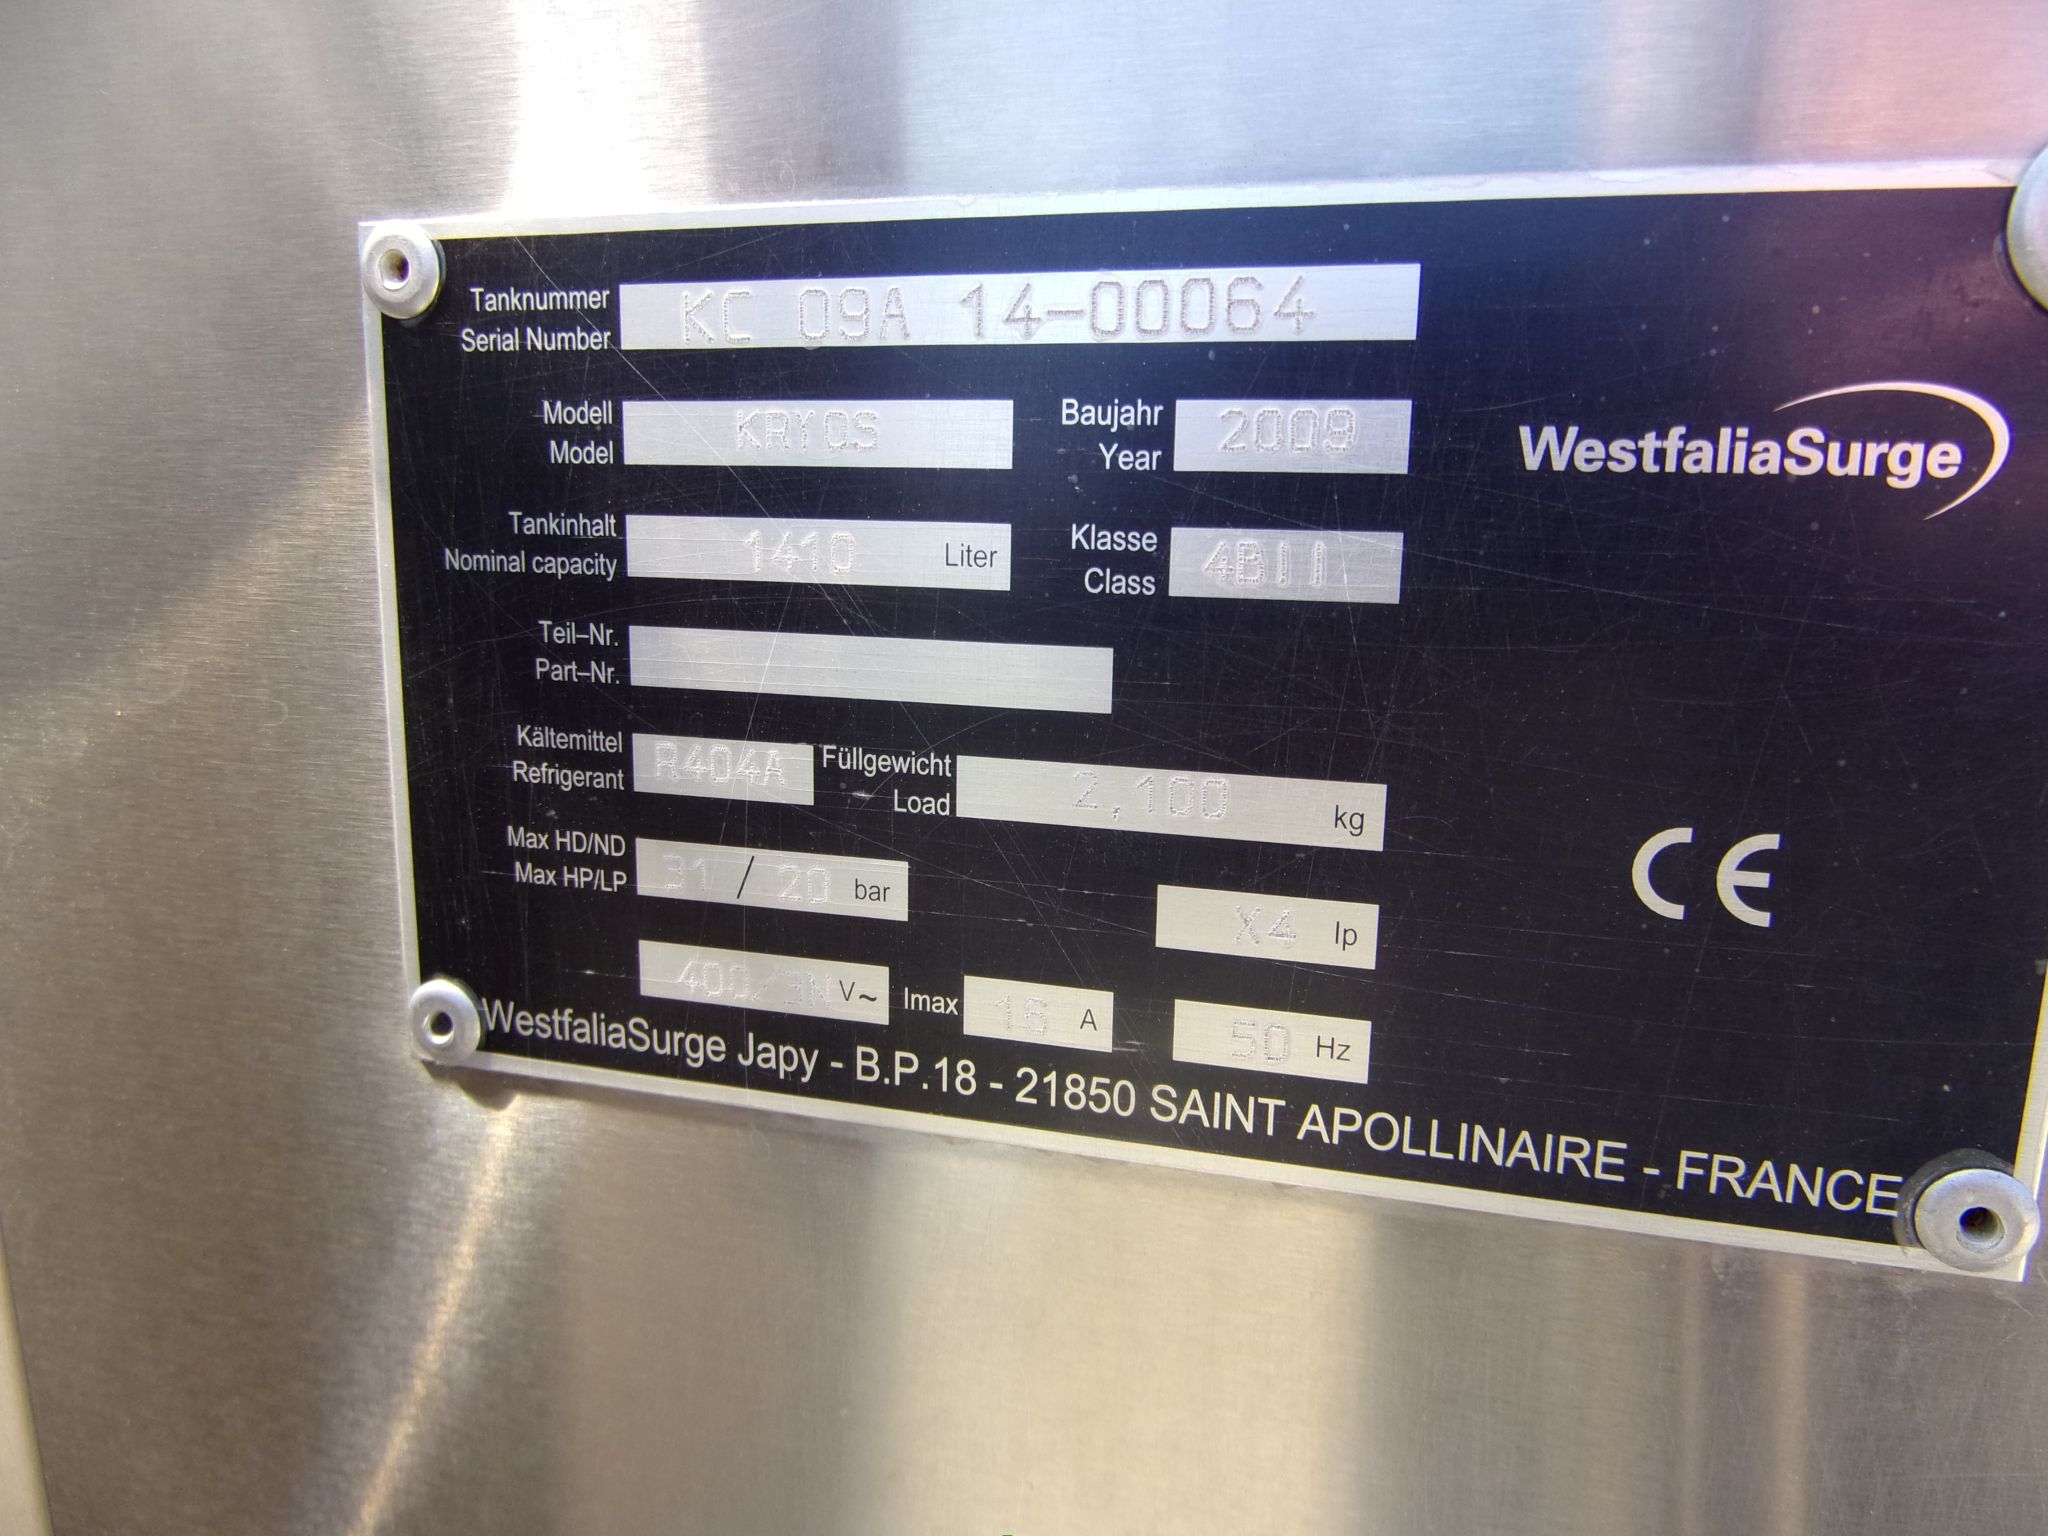 Tanknummer
Serial Number
KC 09A 14-00064
Modell
Model
KRYOS
Baujahr
Year
2009
WestfaliaSurge
Tankinhalt
Nominal capacity
1410 Liter
Klasse
Class
4BII
Teil-Nr.
Part-Nr.
Kältemittel
Refrigerant
R404A
Füllgewicht
Load
2,100 kg
Max HD/ND
Max HP/LP
31 / 20 bar
X4 Ip
CE
400/3N V~
Imax 16 A
50 Hz
WestfaliaSurge Japy - B.P.18 - 21850 SAINT APOLLINAIRE - FRANCE